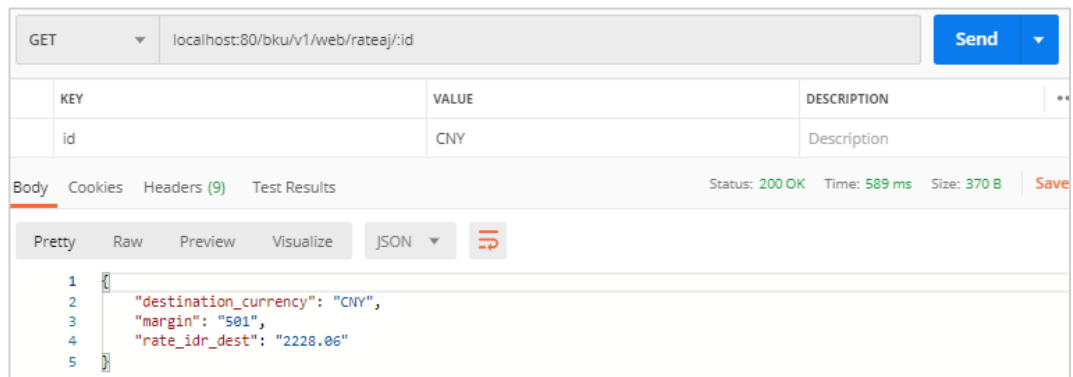 GET localhost:80/bku/v1/web/rateaj/:id Send
KEY VALUE DESCRIPTION
id CNY Description
Body Cookies Headers (9) Test Results Status: 200 OK Time: 589 ms Size: 370 B Save
Pretty Raw Preview Visualize JSON
1 {
2 "destination_currency": "CNY",
3 "margin": "501",
4 "rate_idr_dest": "2228.06"
5 }